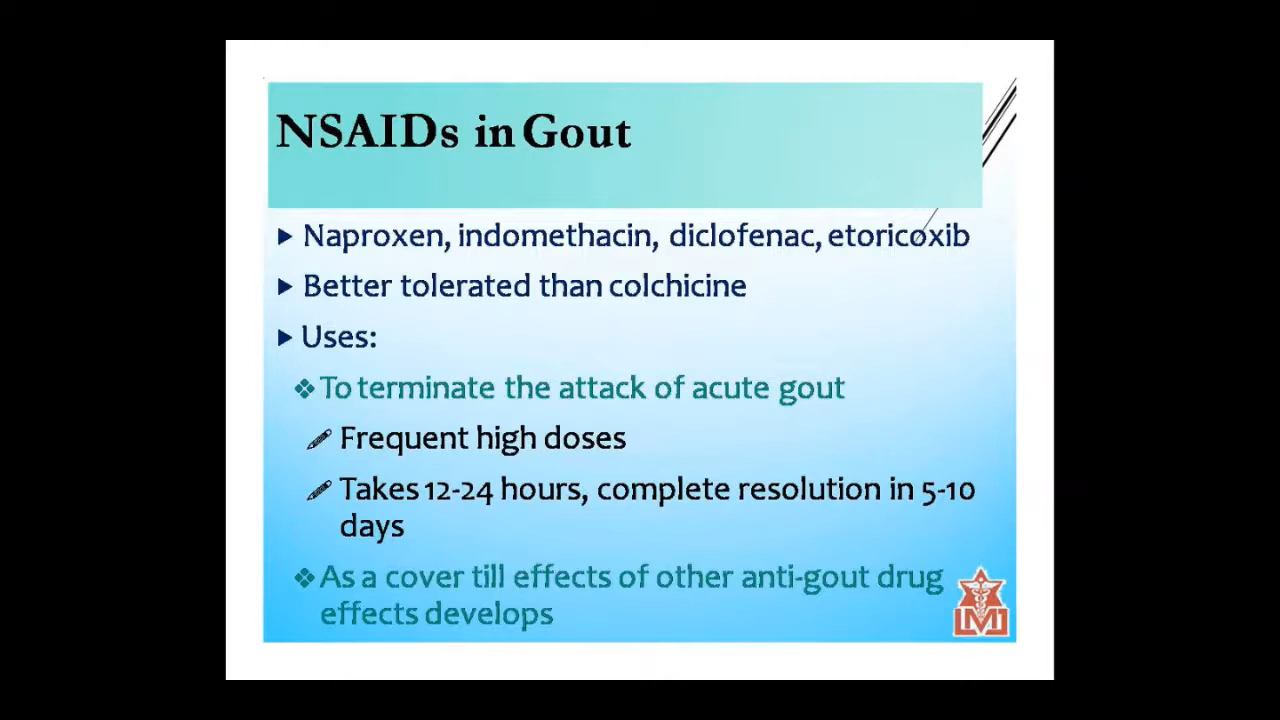 NSAIDs in Gout
Naproxen, indomethacin, diclofenac, etoricoxib
Better tolerated than colchicine
Uses:
To terminate the attack of acute gout
Frequent high doses
Takes 12-24 hours, complete resolution in 5-10
days
As a cover till effects of other anti-gout drug
effects develops